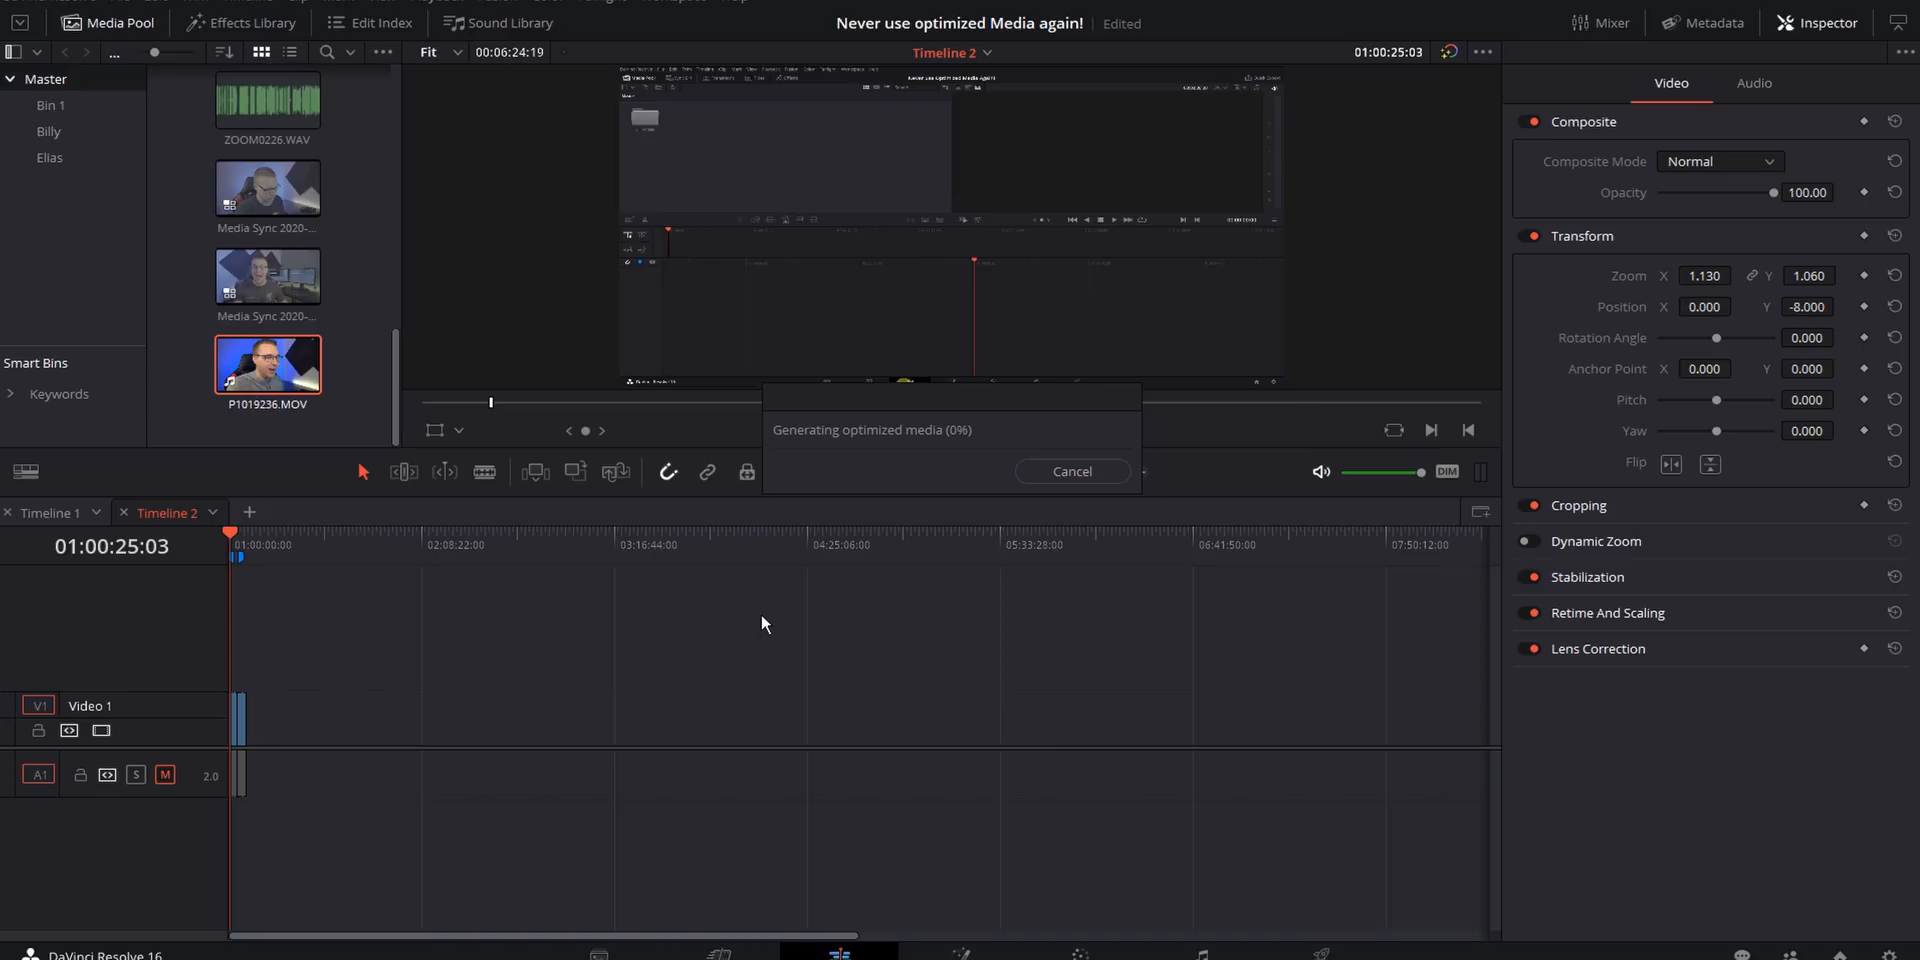 Media Pool
Effects Library
Edit Index
Sound Library
Never use optimized Media again!
Edited
Mixer
Metadata
Inspector
...
Fit
00:06:24:19
Timeline 2
01:00:25:03
Master
Bin 1
Billy
Elias
Smart Bins
Keywords
ZOOM0226.WAV
Media Sync 2020-...
Media Sync 2020-...
P1019236.MOV
Never use Optimized Media Again!
Generating optimized media (0%)
Cancel
DIM
Video
Audio
Composite
Composite Mode
Normal
Opacity
100.00
Transform
Zoom X 1.130 Y 1.060
Position X 0.000 Y -8.000
Rotation Angle 0.000
Anchor Point X 0.000 Y 0.000
Pitch 0.000
Yaw 0.000
Flip
Cropping
Dynamic Zoom
Stabilization
Retime And Scaling
Lens Correction
Timeline 1
Timeline 2
01:00:25:03
01:00:00:00
02:08:22:00
03:16:44:00
04:25:06:00
05:33:28:00
06:41:50:00
07:50:12:00
V1 Video 1
A1 S M 2.0
DaVinci Resolve 16